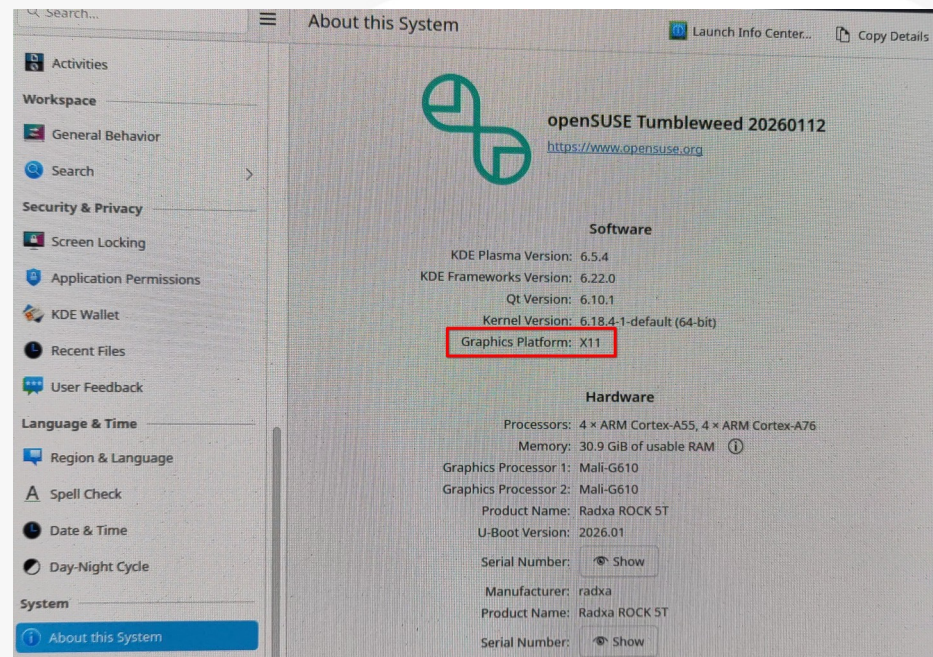 Search...
Activities
Workspace
General Behavior
Search
Security & Privacy
Screen Locking
Application Permissions
KDE Wallet
Recent Files
User Feedback
Language & Time
Region & Language
Spell Check
Date & Time
Day-Night Cycle
System
About this System
About this System
Launch Info Center...
Copy Details
openSUSE Tumbleweed 20260112
https://www.opensuse.org
Software
KDE Plasma Version: 6.5.4
KDE Frameworks Version: 6.22.0
Qt Version: 6.10.1
Kernel Version: 6.18.4-1-default (64-bit)
Graphics Platform: X11
Hardware
Processors: 4 × ARM Cortex-A55, 4 × ARM Cortex-A76
Memory: 30.9 GiB of usable RAM
Graphics Processor 1: Mali-G610
Graphics Processor 2: Mali-G610
Product Name: Radxa ROCK 5T
U-Boot Version: 2026.01
Serial Number: Show
Manufacturer: radxa
Product Name: Radxa ROCK 5T
Serial Number: Show